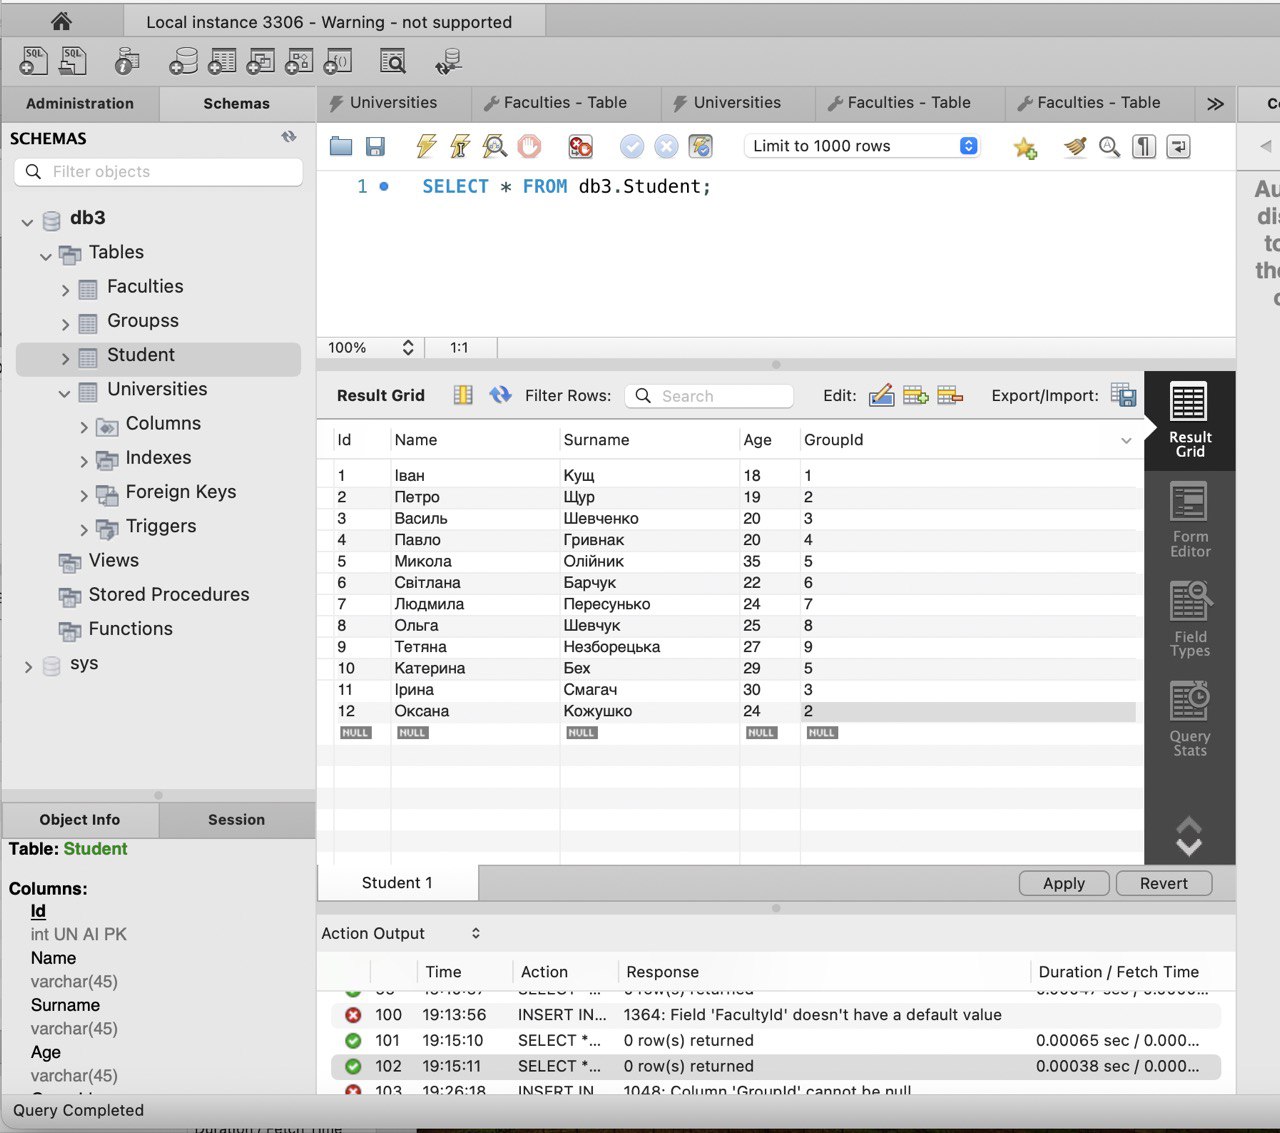 Local instance 3306 - Warning - not supported
Administration
Schemas
Universities
Faculties - Table
Universities
Faculties - Table
Faculties - Table
SCHEMAS
Filter objects
Limit to 1000 rows
1
SELECT * FROM db3.Student;
db3
Tables
Faculties
Groupss
Student
Universities
Columns
Indexes
Foreign Keys
Triggers
Views
Stored Procedures
Functions
sys
100%
1:1
Result Grid
Filter Rows:
Search
Edit:
Export/Import:
Id Name Surname Age GroupId
1 Іван Кущ 18 1
2 Петро Щур 19 2
3 Василь Шевченко 20 3
4 Павло Гривнак 20 4
5 Микола Олійник 35 5
6 Світлана Барчук 22 6
7 Людмила Пересунько 24 7
8 Ольга Шевчук 25 8
9 Тетяна Незборецька 27 9
10 Катерина Бех 29 5
11 Ірина Смагач 30 3
12 Оксана Кожушко 24 2
NULL NULL NULL NULL NULL
Result
Grid
Form
Editor
Field
Types
Query
Stats
Object Info
Session
Table: Student
Columns:
Id
int UN AI PK
Name
varchar(45)
Surname
varchar(45)
Age
varchar(45)
Student 1
Apply
Revert
Action Output
Time Action Response Duration / Fetch Time
100 19:13:56 INSERT IN... 1364: Field 'FacultyId' doesn't have a default value
101 19:15:10 SELECT *... 0 row(s) returned 0.00065 sec / 0.000...
102 19:15:11 SELECT *... 0 row(s) returned 0.00038 sec / 0.000...
103 19:26:18 INSERT IN 1048: Column 'GroupId' cannot be null
Query Completed